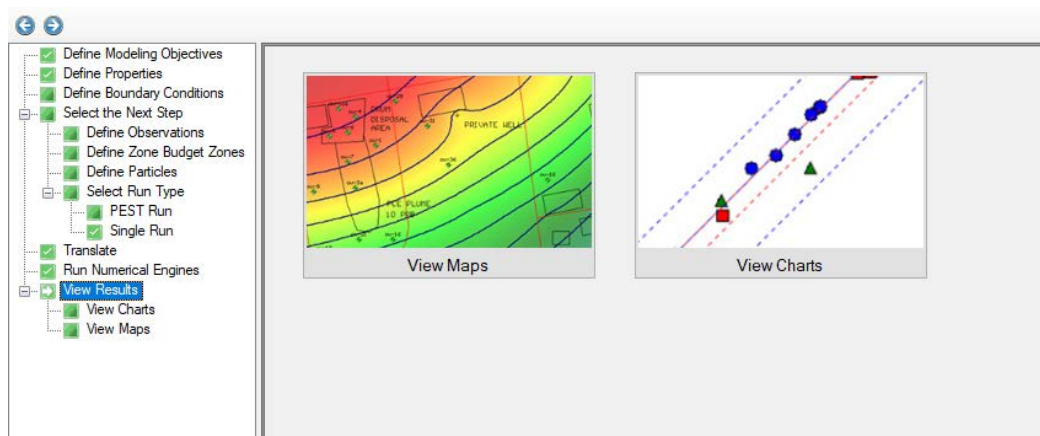 Define Modeling Objectives
Define Properties
Define Boundary Conditions
Select the Next Step
Define Observations
Define Zone Budget Zones
Define Particles
Select Run Type
PEST Run
Single Run
Translate
Run Numerical Engines
View Results
View Charts
View Maps
DRUM
DISPOSAL
AREA
PRIVATE WELL
PCE PLUME
10 PPB
View Maps
View Charts